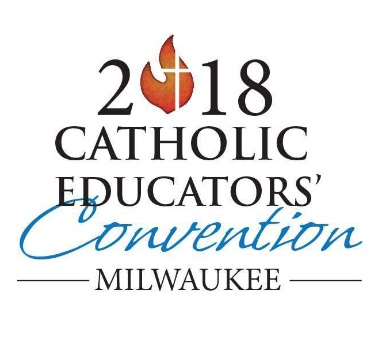 2018
CATHOLIC
EDUCATORS’
Convention
MILWAUKEE